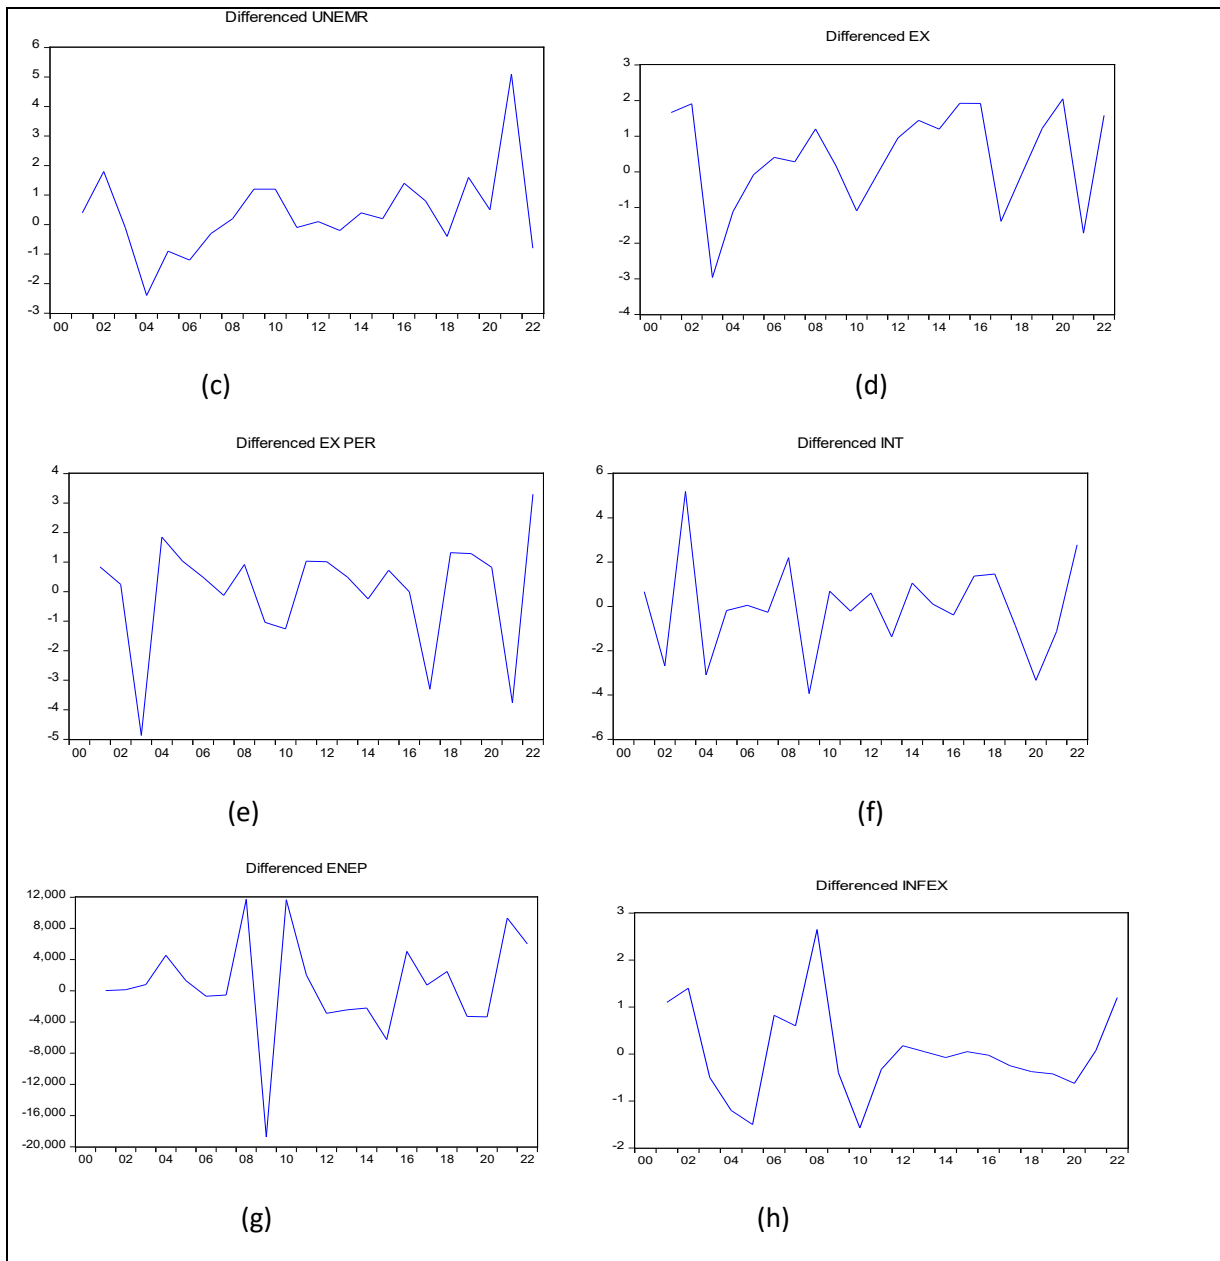 Differenced UNEMR
6
5
4
3
2
1
0
-1
-2
-3
00 02 04 06 08 10 12 14 16 18 20 22
(c)
Differenced EX
3
2
1
0
-1
-2
-3
-4
00 02 04 06 08 10 12 14 16 18 20 22
(d)
Differenced EX PER
4
3
2
1
0
-1
-2
-3
-4
-5
00 02 04 06 08 10 12 14 16 18 20 22
(e)
Differenced INT
6
4
2
0
-2
-4
-6
00 02 04 06 08 10 12 14 16 18 20 22
(f)
Differenced ENEP
12,000
8,000
4,000
0
-4,000
-8,000
-12,000
-16,000
-20,000
00 02 04 06 08 10 12 14 16 18 20 22
(g)
Differenced INFEX
3
2
1
0
-1
-2
00 02 04 06 08 10 12 14 16 18 20 22
(h)